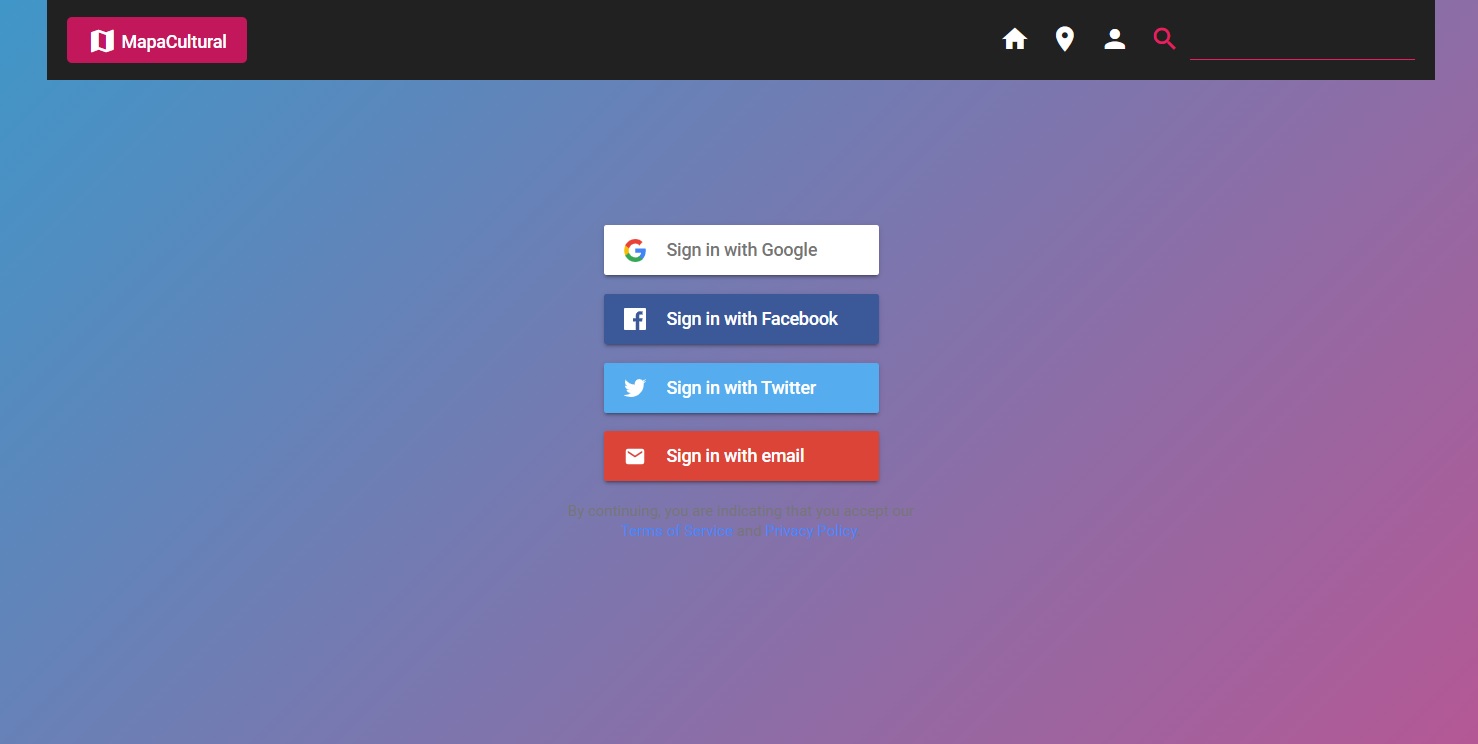 MapaCultural
Sign in with Google
Sign in with Facebook
Sign in with Twitter
Sign in with email
By continuing, you are indicating that you accept our
Terms of Service and Privacy Policy.